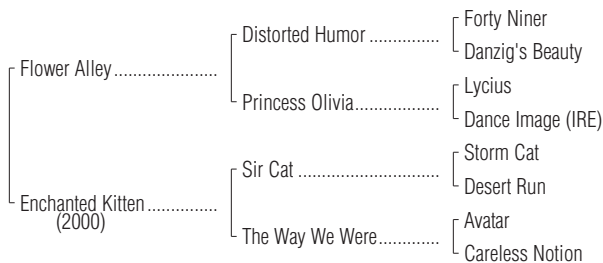 Forty Niner
Distorted Humor ...............
Danzig's Beauty
Flower Alley......................
Lycius
Princess Olivia..................
Dance Image (IRE)
Storm Cat
Sir Cat ..............................
Desert Run
Enchanted Kitten...............
(2000)
Avatar
The Way We Were.............
Careless Notion